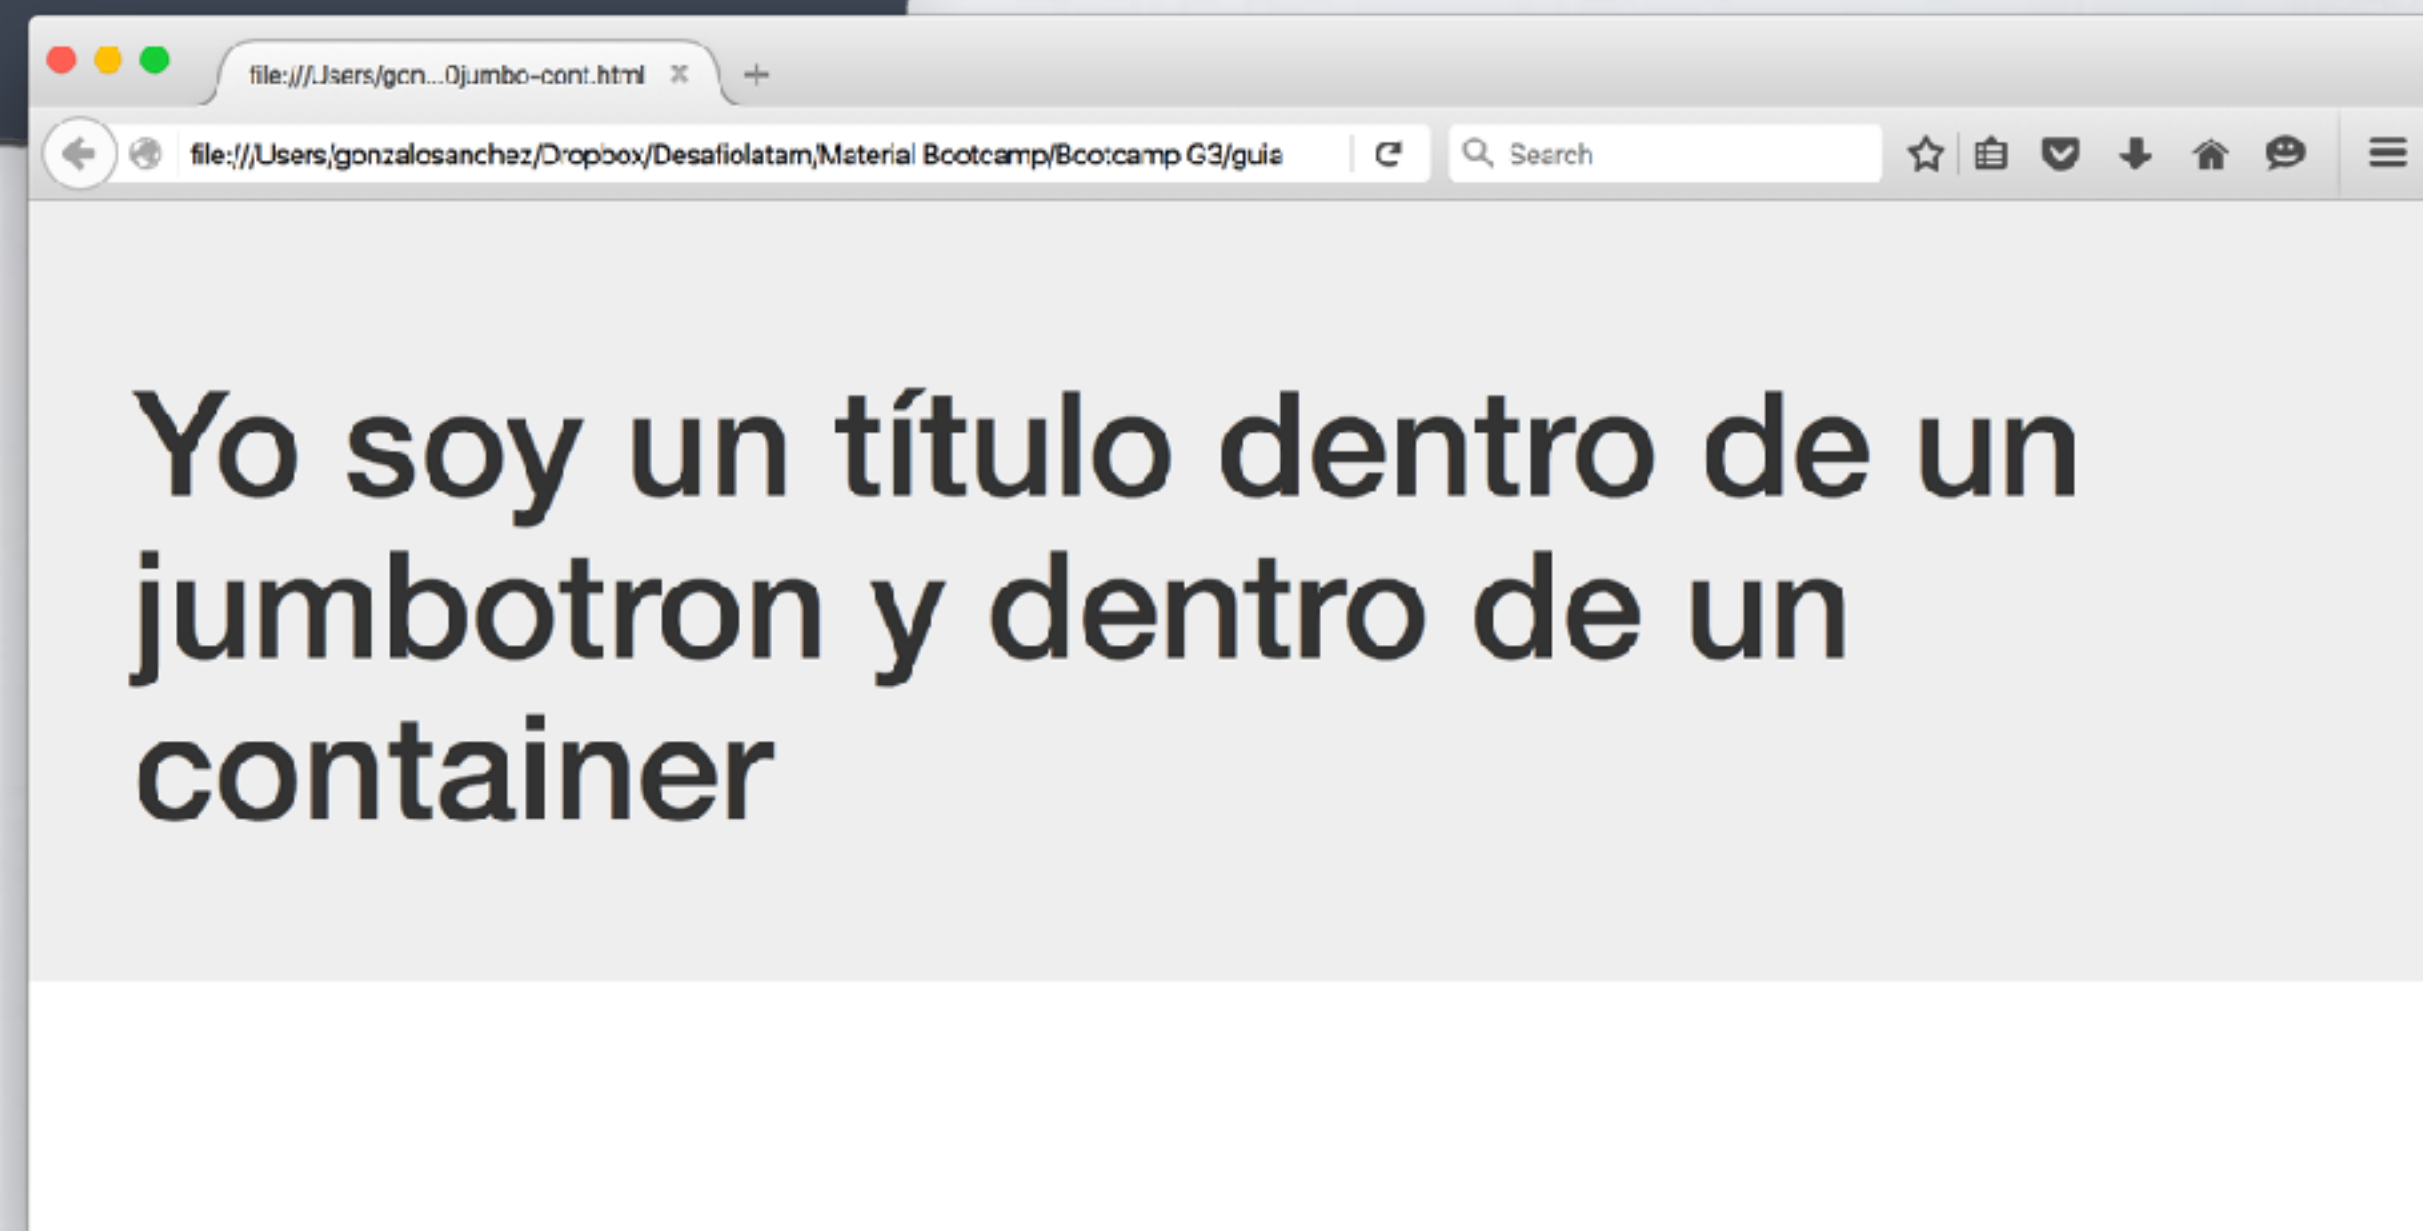 file:///Users/gon...0jumbo-cont.html
file:///Users/gonzalosanchez/Dropbox/Desafiolatam/Material Bootcamp/Bootcamp G3/guia
Search
Yo soy un título dentro de un
jumbotron y dentro de un
container